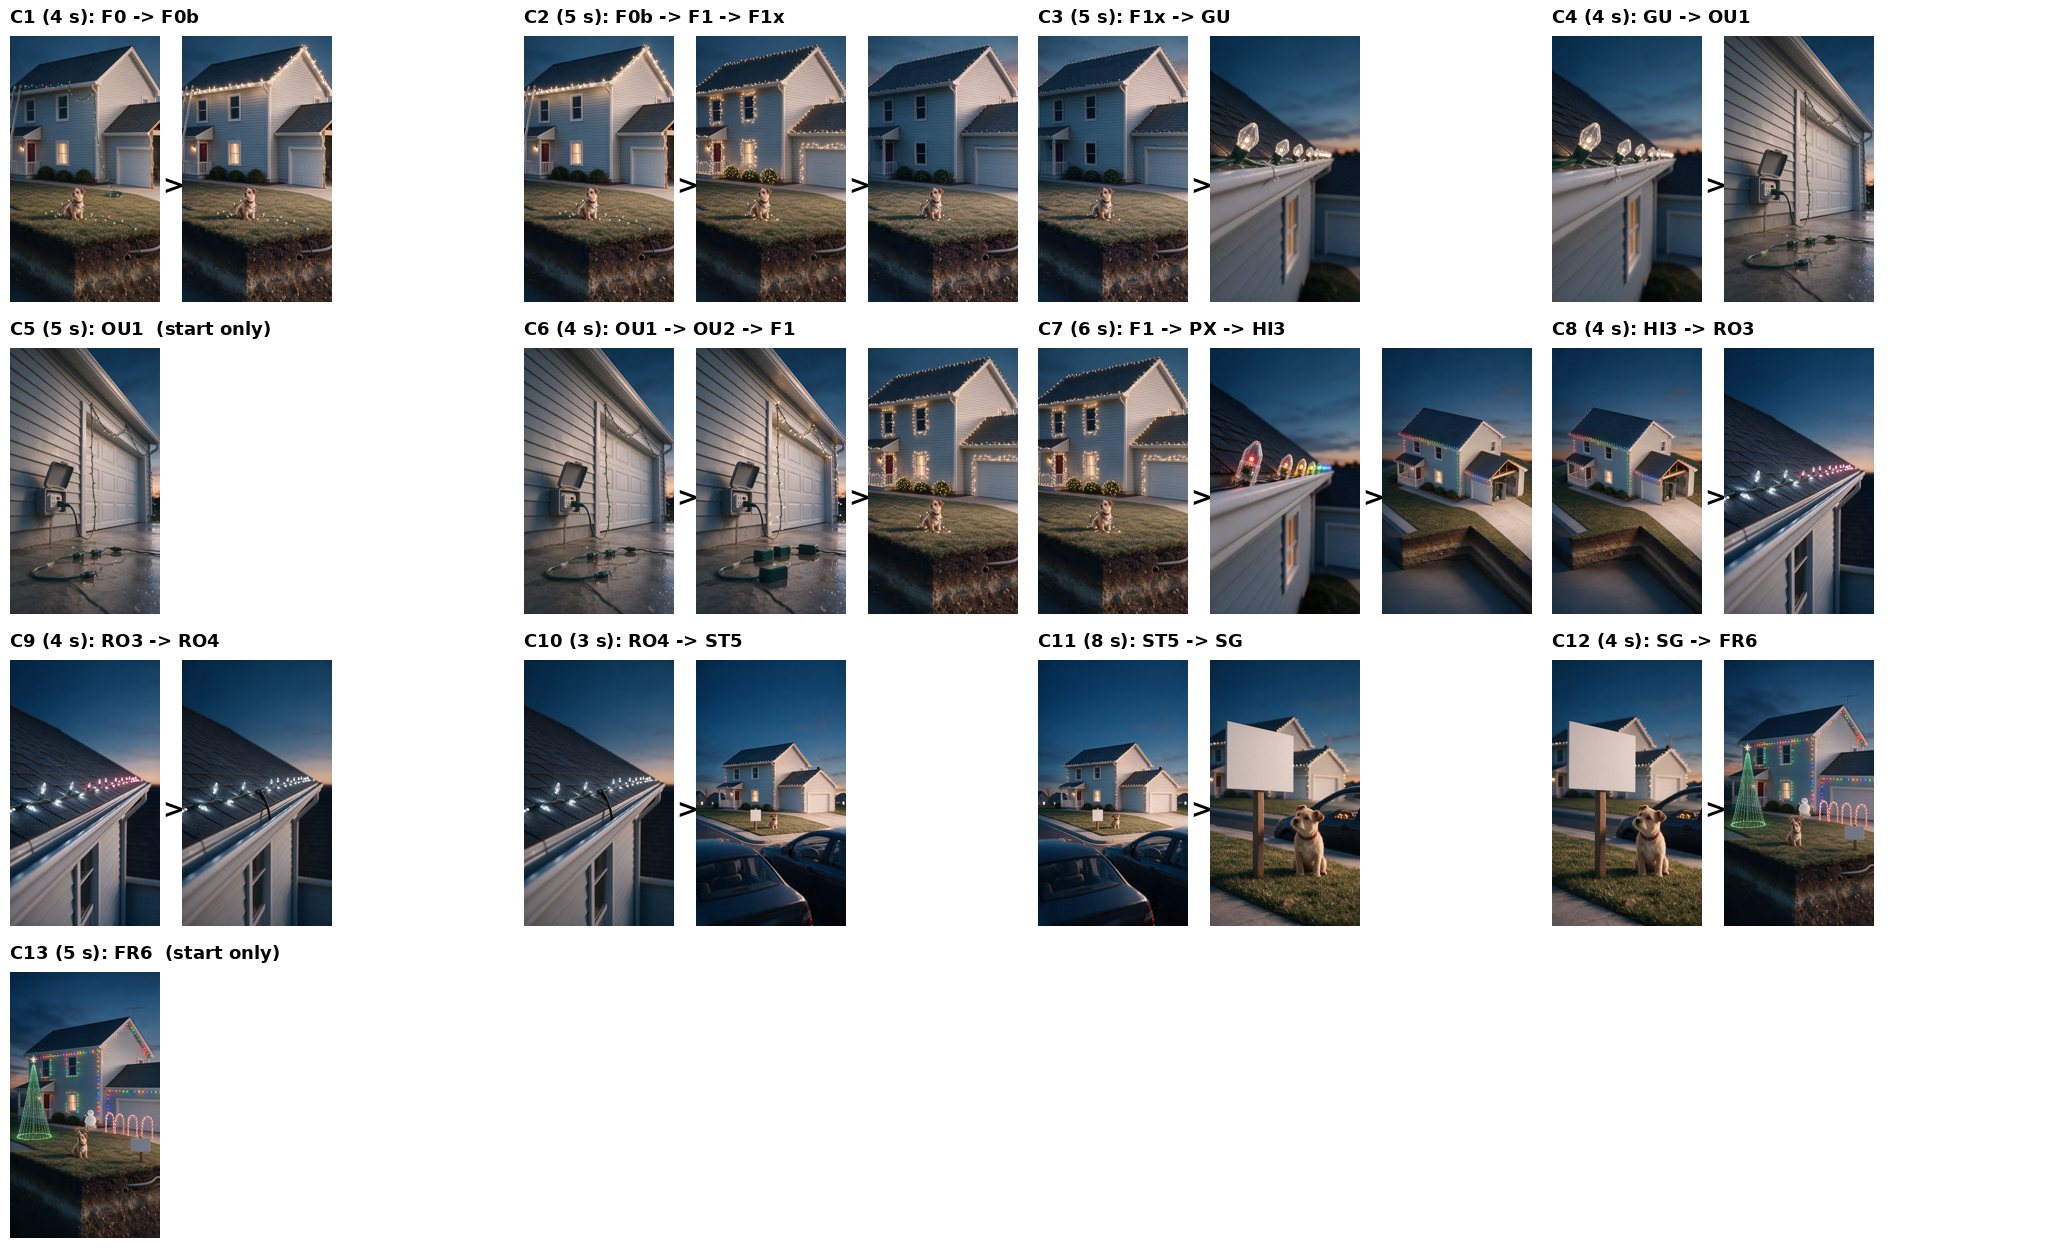 C1 (4 s): F0 -> F0b
C2 (5 s): F0b -> F1 -> F1x
C3 (5 s): F1x -> GU
C4 (4 s): GU -> OU1
>
>
>
>
>
C5 (5 s): OU1 (start only)
C6 (4 s): OU1 -> OU2 -> F1
C7 (6 s): F1 -> PX -> HI3
C8 (4 s): HI3 -> RO3
>
>
>
>
>
C9 (4 s): RO3 -> RO4
C10 (3 s): RO4 -> ST5
C11 (8 s): ST5 -> SG
C12 (4 s): SG -> FR6
>
>
>
>
C13 (5 s): FR6 (start only)